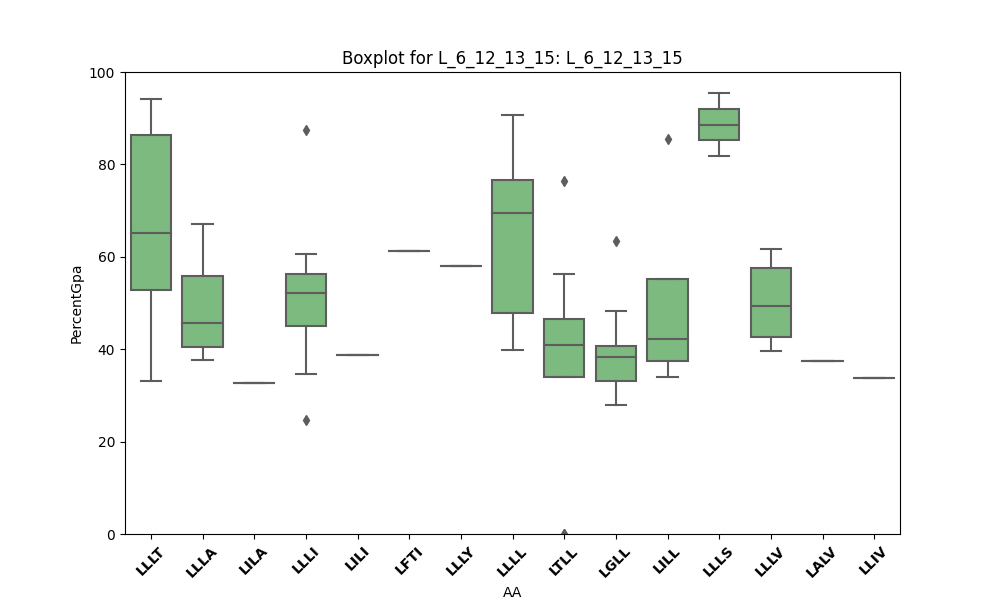 Boxplot for L_6_12_13_15: L_6_12_13_15
100
80
60
40
20
0
PercentGpa
LLLT LLLA LILA LLLI LILI LFTI LLLY LLLL LTLL LGLL LILL LLLS LLLV LALV LLIV
AA